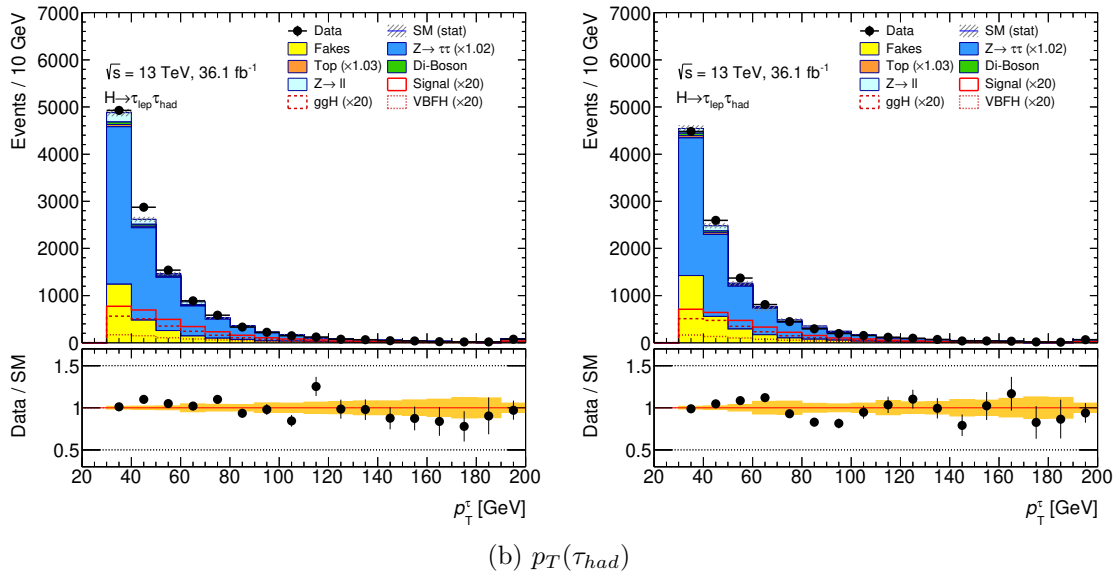 7000
6000
5000
4000
3000
2000
1000
0
Events / 10 GeV
Data
SM (stat)
Fakes
Z→ ττ (×1.02)
Top (×1.03)
Di-Boson
Z→ ll
Signal (×20)
ggH (×20)
VBFH (×20)
√s = 13 TeV, 36.1 fb⁻¹
H→τ_lep τ_had
1.5
1
0.5
Data / SM
20 40 60 80 100 120 140 160 180 200
p_T^τ [GeV]
7000
6000
5000
4000
3000
2000
1000
0
Events / 10 GeV
Data
SM (stat)
Fakes
Z→ ττ (×1.02)
Top (×1.03)
Di-Boson
Z→ ll
Signal (×20)
ggH (×20)
VBFH (×20)
√s = 13 TeV, 36.1 fb⁻¹
H→τ_lep τ_had
1.5
1
0.5
Data / SM
20 40 60 80 100 120 140 160 180 200
p_T^τ [GeV]
(b) p_T(τ_had)